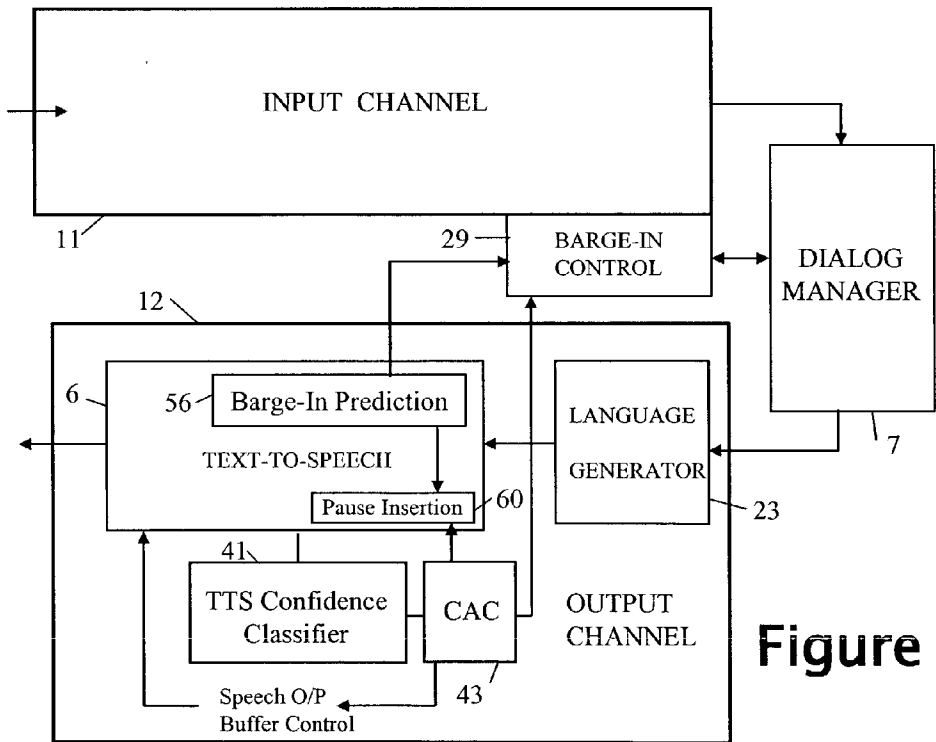 INPUT CHANNEL
11
29
BARGE-IN
CONTROL
DIALOG
MANAGER
7
12
6
56
Barge-In Prediction
TEXT-TO-SPEECH
Pause Insertion
60
LANGUAGE
GENERATOR
23
41
TTS Confidence
Classifier
CAC
43
OUTPUT
CHANNEL
Speech O/P
Buffer Control
Figure